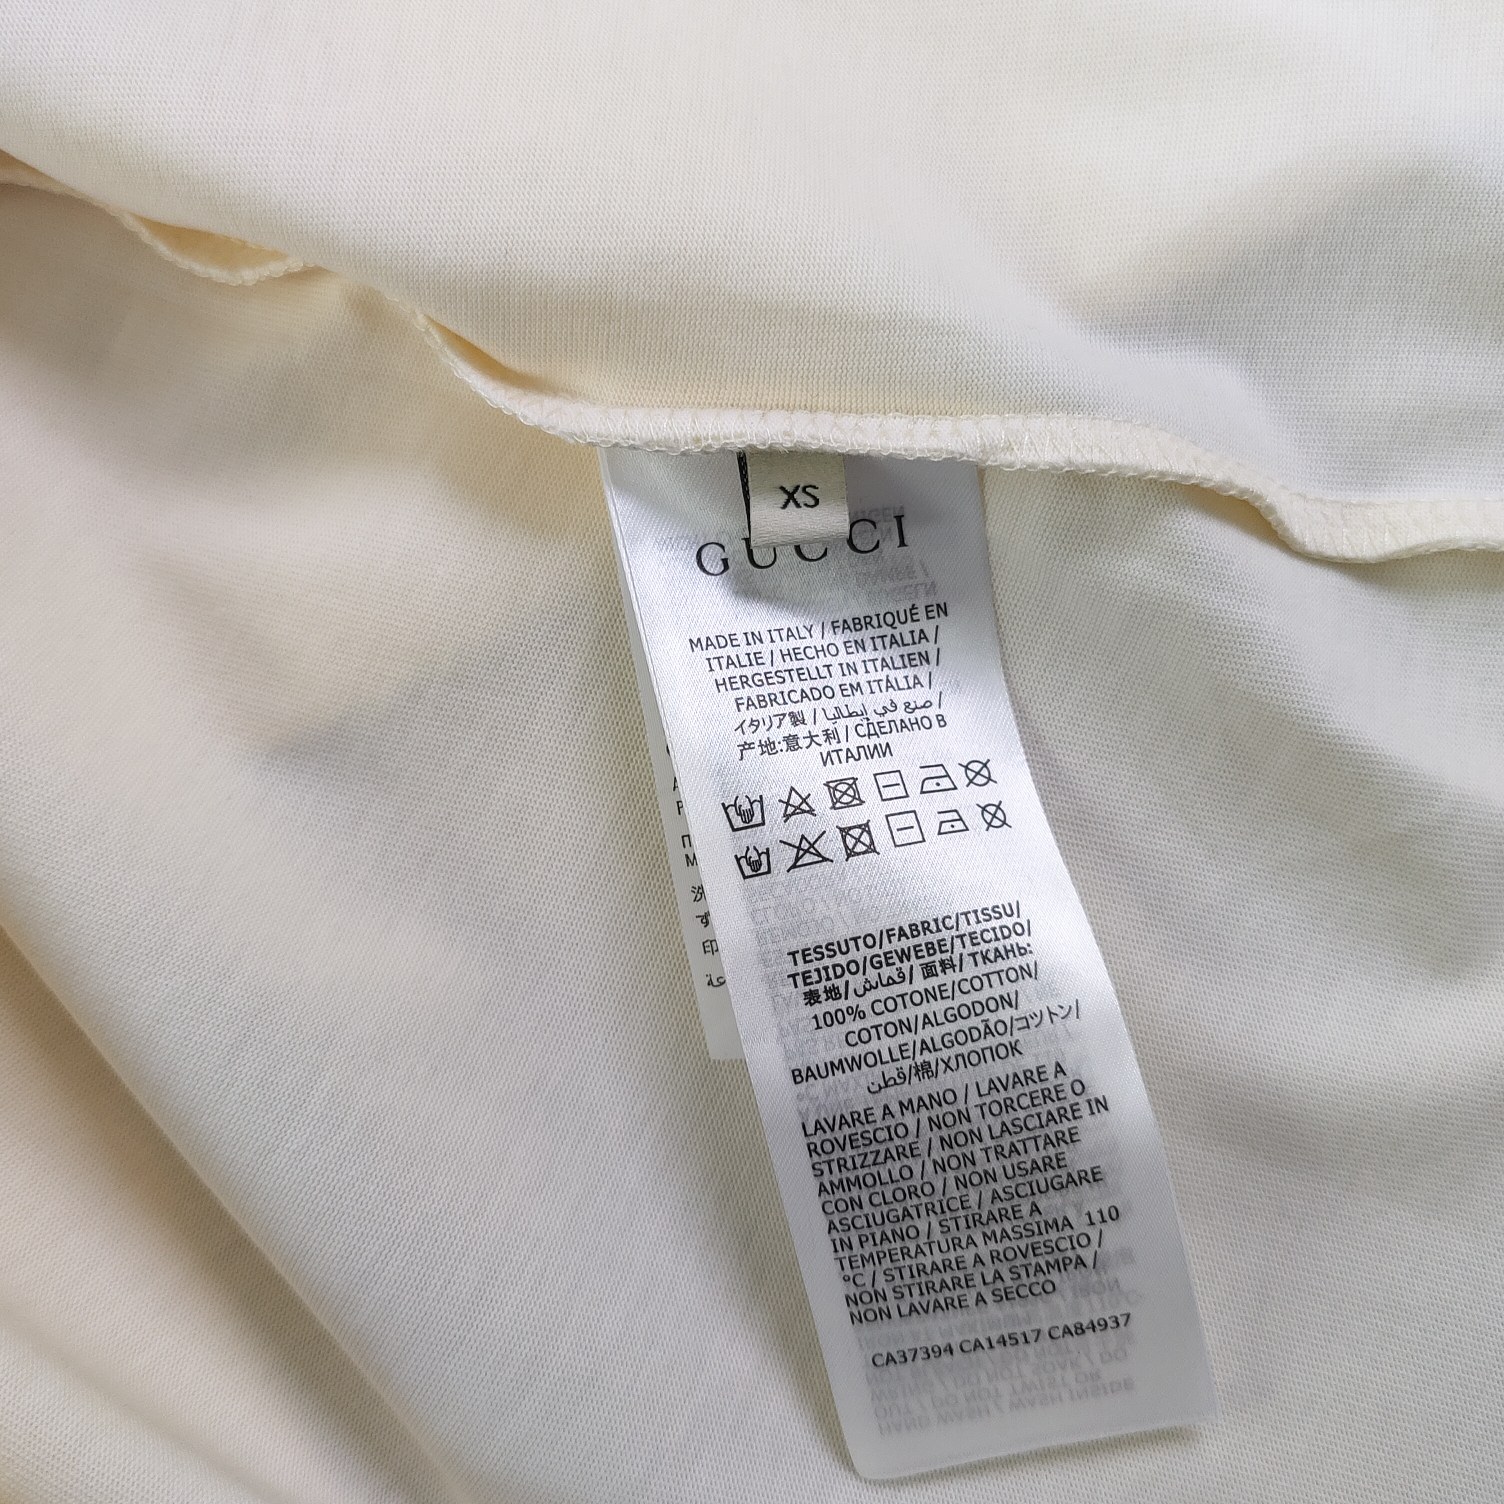 XS
GUCCI
MADE IN ITALY / FABRIQUÉ EN
ITALIE / HECHO EN ITALIA /
HERGESTELLT IN ITALIEN /
FABRICADO EM ITÁLIA /
イタリア製 / صنع في إيطاليا /
产地:意大利 / СДЕЛАНО В
ИТАЛИИ
TESSUTO/FABRIC/TISSU/
TEJIDO/GEWEBE/TECIDO/
表地/قماش/ 面料/ ТКАНЬ:
100% COTONE/COTTON/
COTON/ALGODON/
BAUMWOLLE/ALGODÃO/コットン/
قطن/棉/ХЛОПОК
LAVARE A MANO / LAVARE A
ROVESCIO / NON TORCERE O
STRIZZARE / NON LASCIARE IN
AMMOLLO / NON TRATTARE
CON CLORO / NON USARE
ASCIUGATRICE / ASCIUGARE
IN PIANO / STIRARE A
TEMPERATURA MASSIMA 110
°C / STIRARE A ROVESCIO /
NON STIRARE LA STAMPA /
NON LAVARE A SECCO
CA37394 CA14517 CA84937